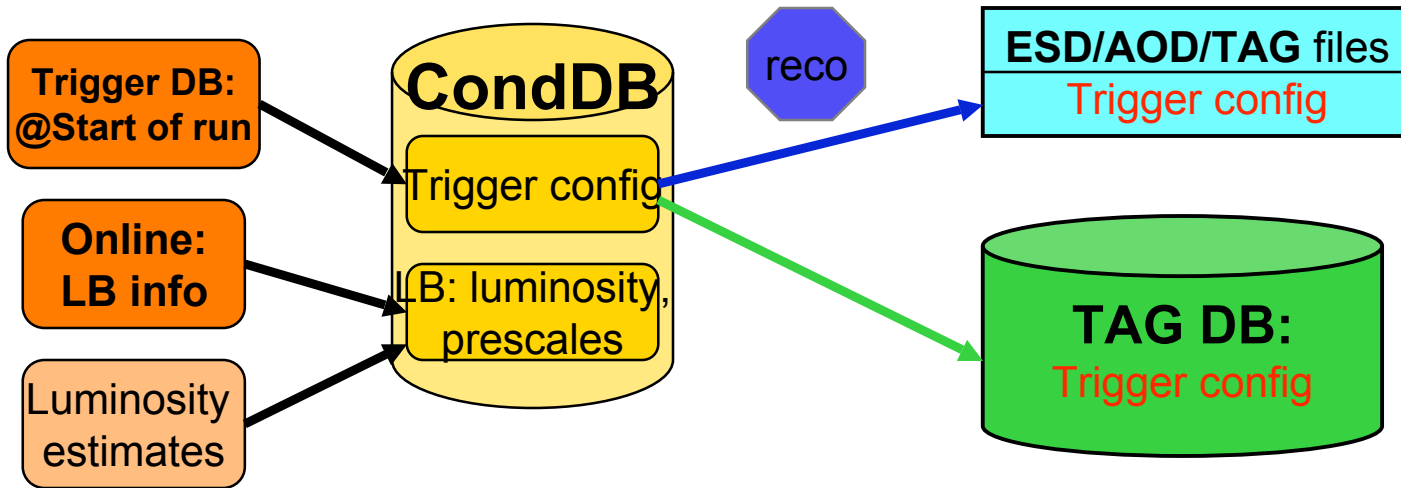 Trigger DB:
@Start of run
Online:
LB info
Luminosity
estimates
CondDB
Trigger config
LB: luminosity,
prescales
reco
ESD/AOD/TAG files
Trigger config
TAG DB:
Trigger config